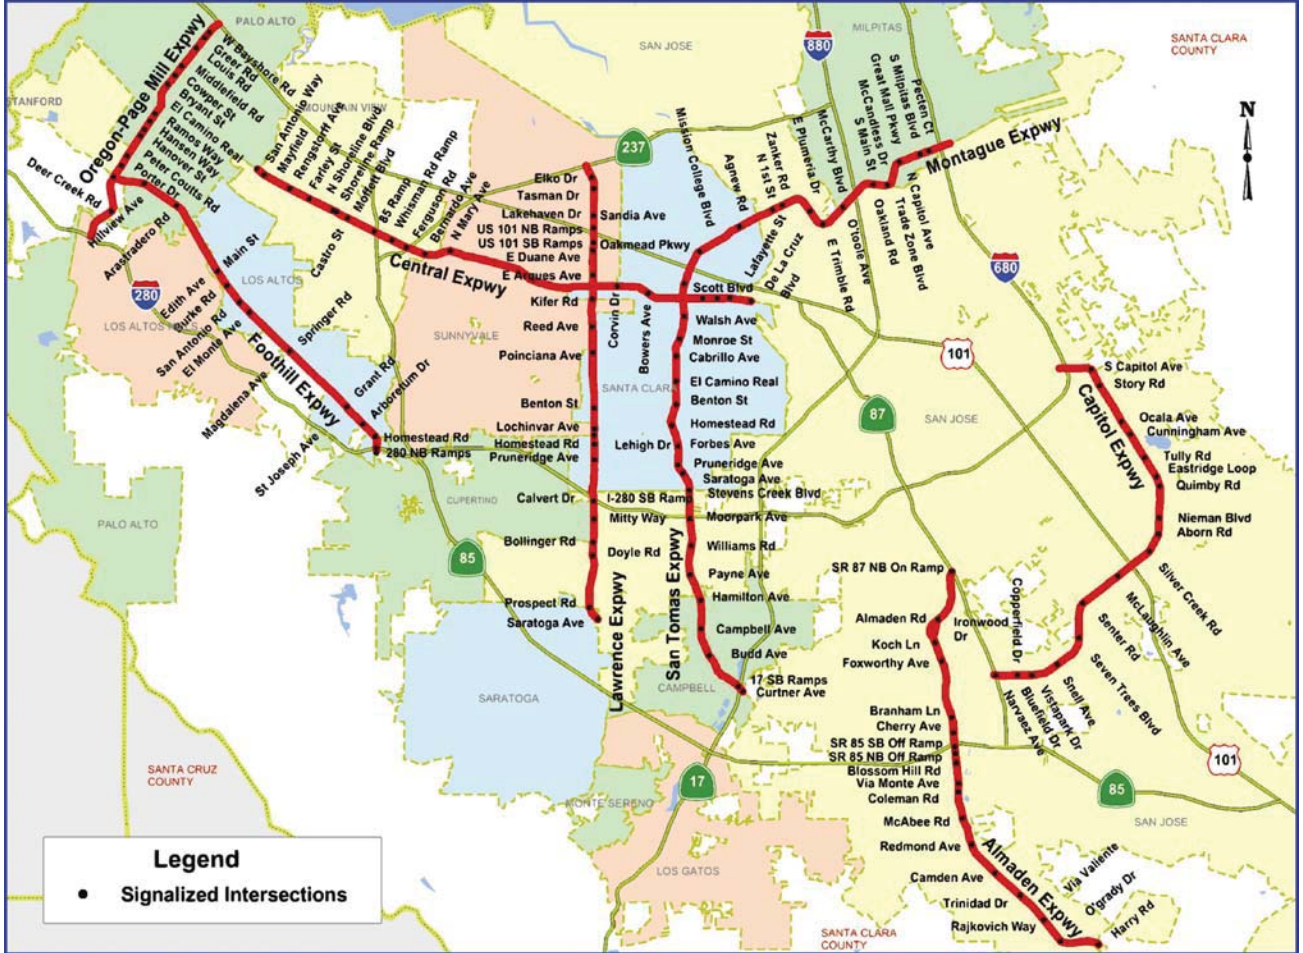 PALO ALTO
MILPITAS
SANTA CLARA
COUNTY
SAN JOSE
880
Oregon-Page Mill Expwy
W Bayshore Rd
Greer Rd
Louis Rd
Middlefield Rd
Cowper St
Bryant St
El Camino Real
Ramos Way
Hansen Way
Hanover St
Peter Coutts Rd
Porter Dr
STANFORD
Deer Creek Rd
Hillview Ave
Arastradero Rd
MOUNTAIN VIEW
San Antonio Way
Mayfield
Rengstorff Ave
Farley St
N Shoreline Blvd
Shoreline Ramp
Moffett Blvd
85 Ramp
Whisman Rd Ramp
Ferguson Rd
Bernardo Ave
N Mary Ave
Castro St
Central Expwy
237
Elko Dr
Tasman Dr
Lakehaven Dr
US 101 NB Ramps
US 101 SB Ramps
E Duane Ave
E Arques Ave
Kifer Rd
Reed Ave
Poinciana Ave
Benton St
Lochinvar Ave
Homestead Rd
Pruneridge Ave
Calvert Dr
Bollinger Rd
Prospect Rd
Saratoga Ave
Sandia Ave
Oakmead Pkwy
Corvin Dr
Bowers Ave
I-280 SB Ramp
Mitty Way
Doyle Rd
Lawrence Expwy
Mission College Blvd
Agnew Rd
Zanker Rd
N 1st St
E Plumeria Dr
McCarthy Blvd
S Main St
McCandless Dr
Great Mall Pkwy
S Milpitas Blvd
Pecten Ct
Montague Expwy
N Capitol Ave
Trade Zone Blvd
Oakland Rd
O'toole Ave
E Trimble Rd
De La Cruz
Blvd
Lafayette St
N
Scott Blvd
Walsh Ave
Monroe St
Cabrillo Ave
El Camino Real
Benton St
Homestead Rd
Lehigh Dr
Forbes Ave
Pruneridge Ave
Saratoga Ave
Stevens Creek Blvd
Moorpark Ave
Williams Rd
Payne Ave
Hamilton Ave
Campbell Ave
Budd Ave
17 SB Ramps
Curtner Ave
San Tomas Expwy
280
LOS ALTOS
LOS ALTOS HILLS
Main St
Edith Ave
Burke Rd
San Antonio Rd
El Monte Ave
Springer Rd
Magdalena Ave
Grant Rd
Arboretum Dr
St Joseph Ave
Homestead Rd
280 NB Ramps
Foothill Expwy
SUNNYVALE
SANTA CLARA
CUPERTINO
PALO ALTO
85
SARATOGA
CAMPBELL
680
101
87
SAN JOSE
S Capitol Ave
Story Rd
Ocala Ave
Cunningham Ave
Tully Rd
Eastridge Loop
Quimby Rd
Nieman Blvd
Aborn Rd
Silver Creek Rd
McLaughlin Ave
Senter Rd
Seven Trees Blvd
Snell Ave
Vistapark Dr
Bluefield Dr
Narvaez Ave
Copperfield Dr
Capitol Expwy
SR 87 NB On Ramp
Almaden Rd
Ironwood
Dr
Koch Ln
Foxworthy Ave
Branham Ln
Cherry Ave
SR 85 SB Off Ramp
SR 85 NB Off Ramp
Blossom Hill Rd
Via Monte Ave
Coleman Rd
McAbee Rd
Redmond Ave
Camden Ave
Trinidad Dr
Rajkovich Way
Almaden Expwy
Via Valiente
O'grady Dr
Harry Rd
101
85
SAN JOSE
17
MONTE SERENO
LOS GATOS
SANTA CRUZ
COUNTY
SANTA CLARA
COUNTY
Legend
Signalized Intersections